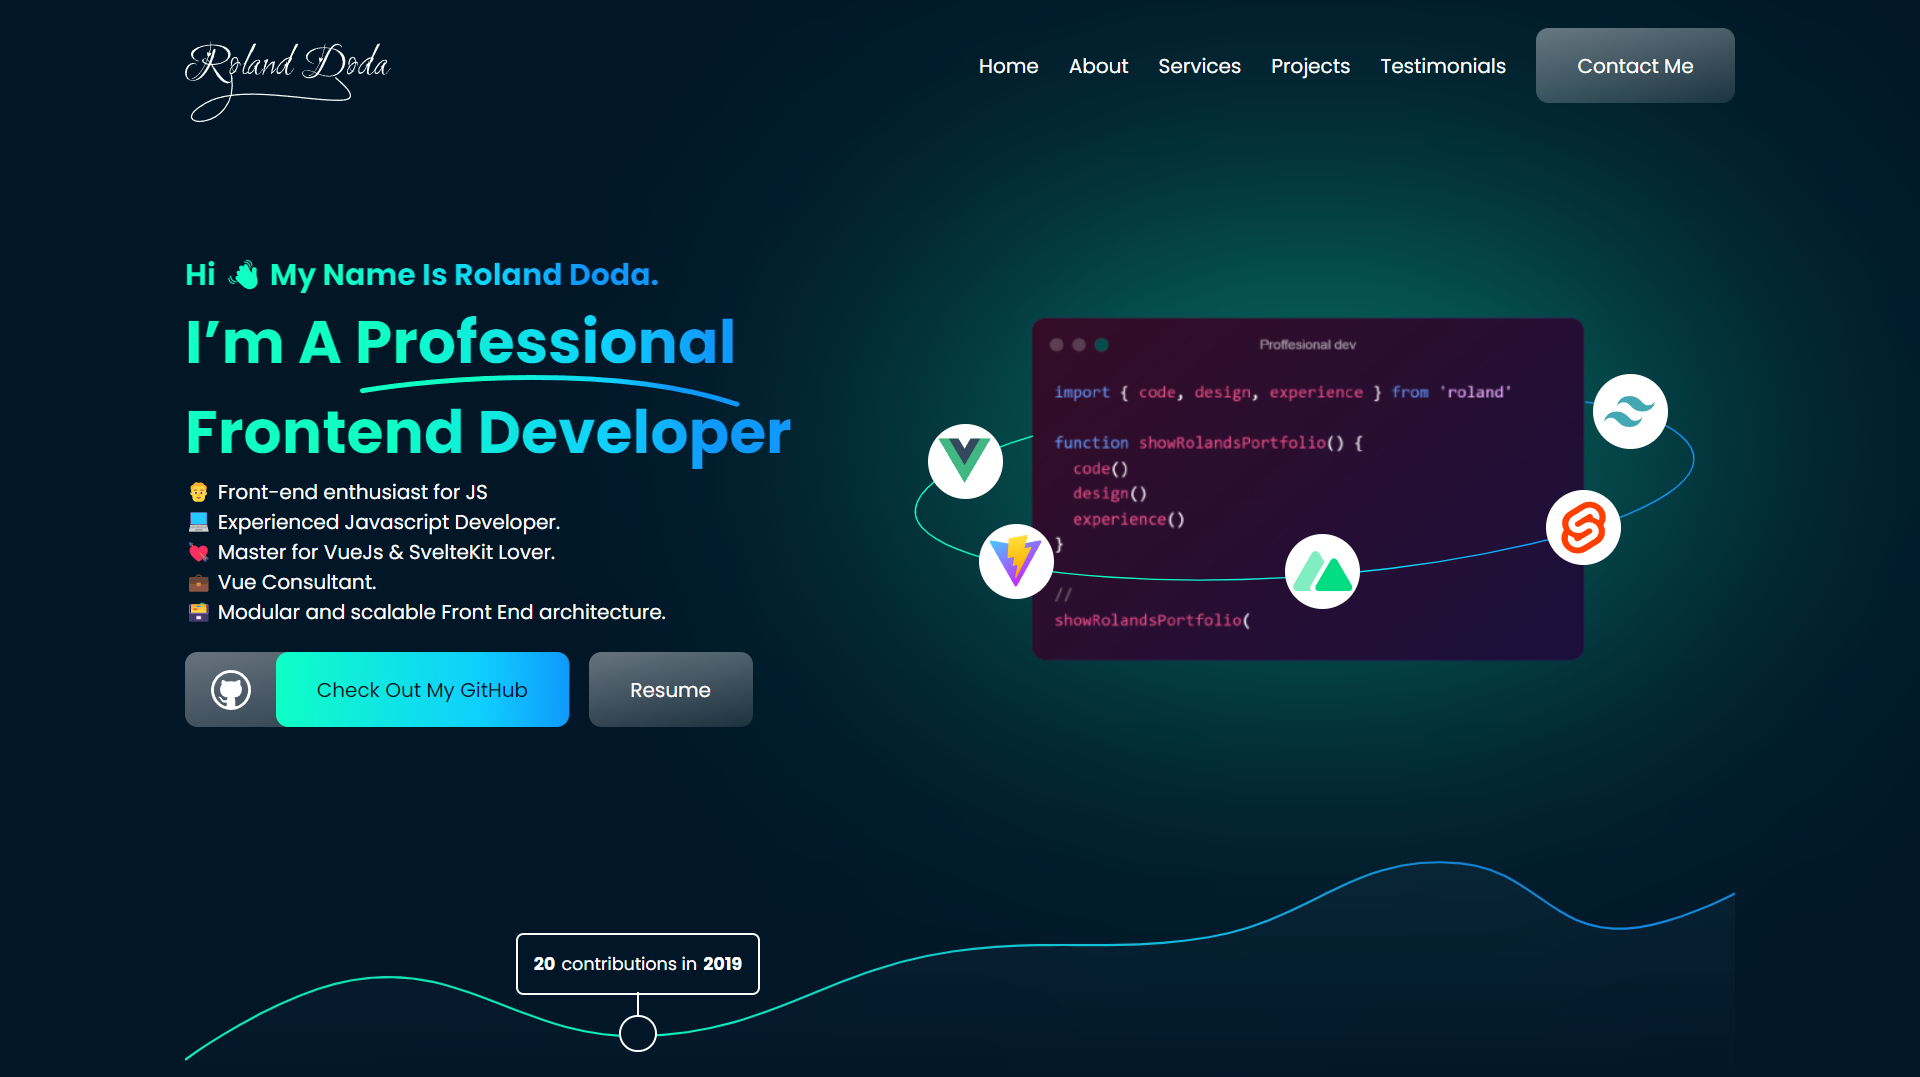 Roland Doda
Home
About
Services
Projects
Testimonials
Contact Me
Hi 👋 My Name Is Roland Doda.
I’m A Professional
Frontend Developer
Front-end enthusiast for JS
Experienced Javascript Developer.
Master for VueJs & SvelteKit Lover.
Vue Consultant.
Modular and scalable Front End architecture.
Check Out My GitHub
Resume
Proffesional dev
import { code, design, experience } from 'roland'
function showRolandsPortfolio() {
code()
design()
experience()
}
//
showRolandsPortfolio(
20 contributions in 2019